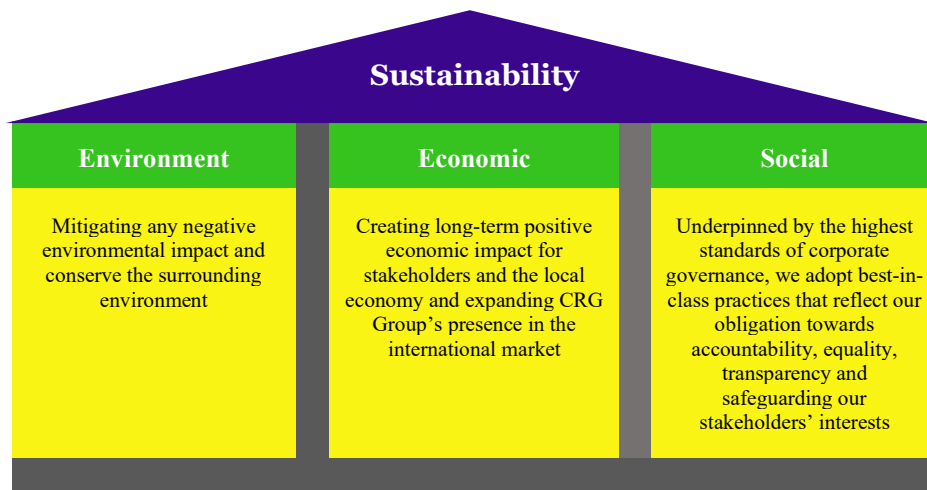 Sustainability
Environment
Mitigating any negative
environmental impact and
conserve the surrounding
environment
Economic
Creating long-term positive
economic impact for
stakeholders and the local
economy and expanding CRG
Group’s presence in the
international market
Social
Underpinned by the highest
standards of corporate
governance, we adopt best-in-
class practices that reflect our
obligation towards
accountability, equality,
transparency and
safeguarding our
stakeholders’ interests